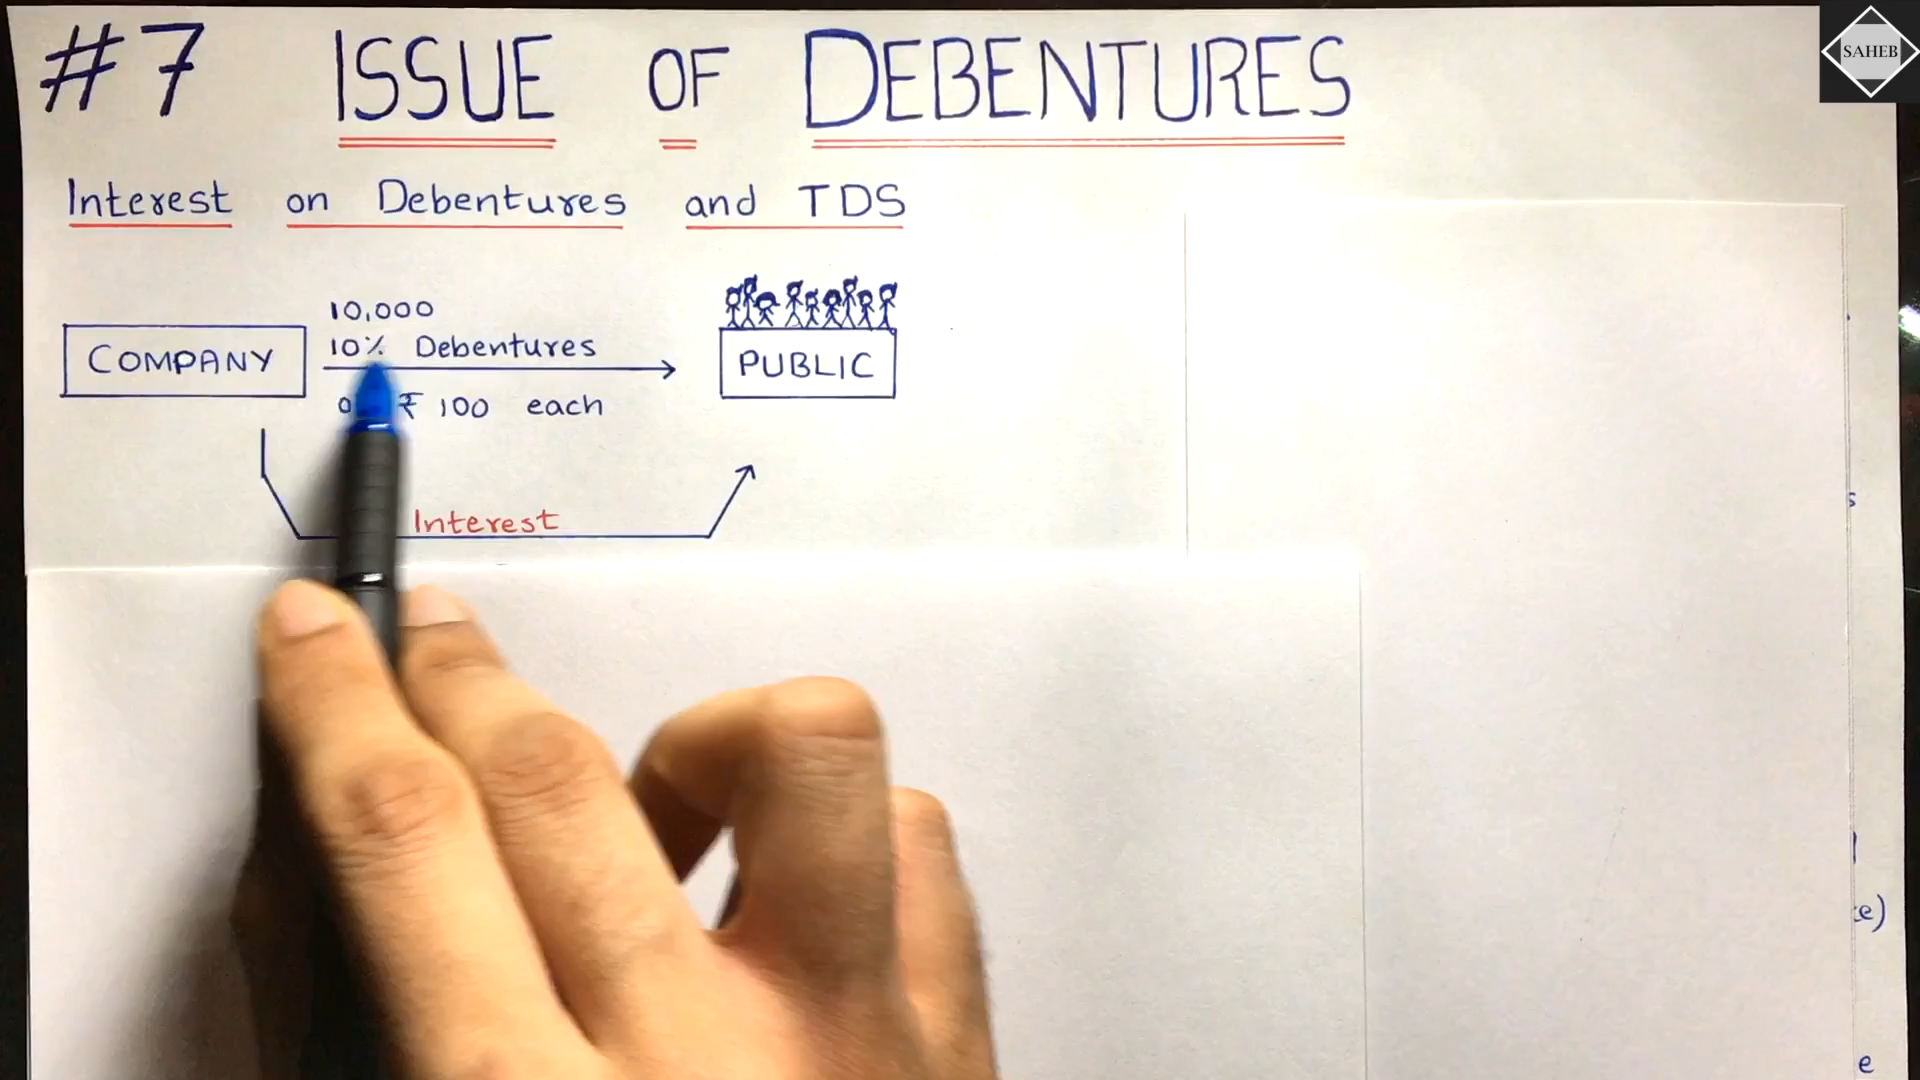 #7 ISSUE OF DEBENTURES
SAHEB
Interest on Debentures and TDS
10,000
10% Debentures
COMPANY
PUBLIC
₹ 100 each
Interest
s
e)
e